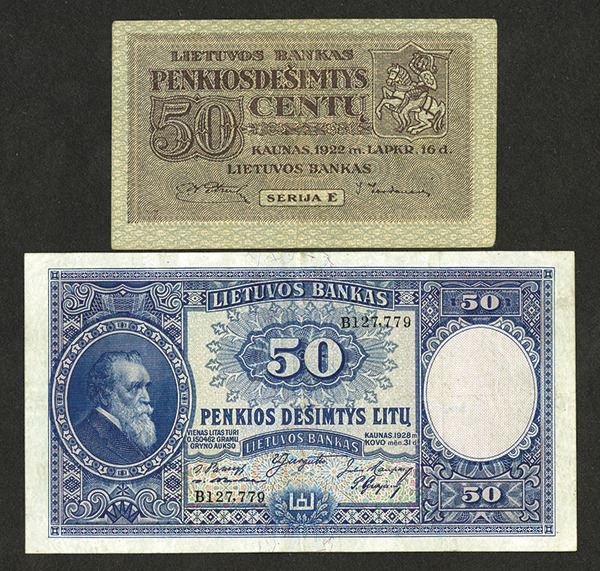 LIETUVOS BANKAS
PENKIOSDEŠIMTYS
50 CENTŲ
KAUNAS, 1922 m. LAPKR. 16 d.
LIETUVOS BANKAS
SERIJA E
LIETUVOS BANKAS
50
B127,779
50
PENKIOS DEŠIMTYS LITŲ
VIENAS LITAS TURI
0,150462 GRAMŲ
GRYNO AUKSO
KAUNAS.1928 m
KOVO mėn.31 d
LIETUVOS BANKAS
B127,779
50